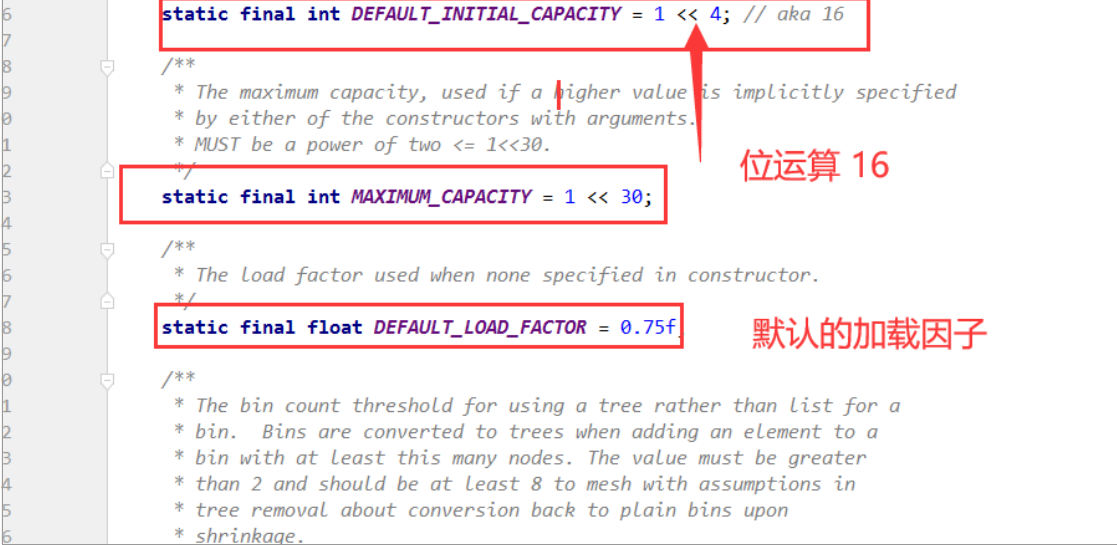 6 static final int DEFAULT_INITIAL_CAPACITY = 1 << 4; // aka 16
7
8 /**
9 * The maximum capacity, used if a higher value is implicitly specified
0 * by either of the constructors with arguments.
1 * MUST be a power of two <= 1<<30.
位运算 16
2 */
3 static final int MAXIMUM_CAPACITY = 1 << 30;
4
5 /**
6 * The load factor used when none specified in constructor.
7 */
8 static final float DEFAULT_LOAD_FACTOR = 0.75f
默认的加载因子
9
0 /**
1 * The bin count threshold for using a tree rather than list for a
2 * bin. Bins are converted to trees when adding an element to a
3 * bin with at least this many nodes. The value must be greater
4 * than 2 and should be at least 8 to mesh with assumptions in
5 * tree removal about conversion back to plain bins upon
6 * shrinkage.